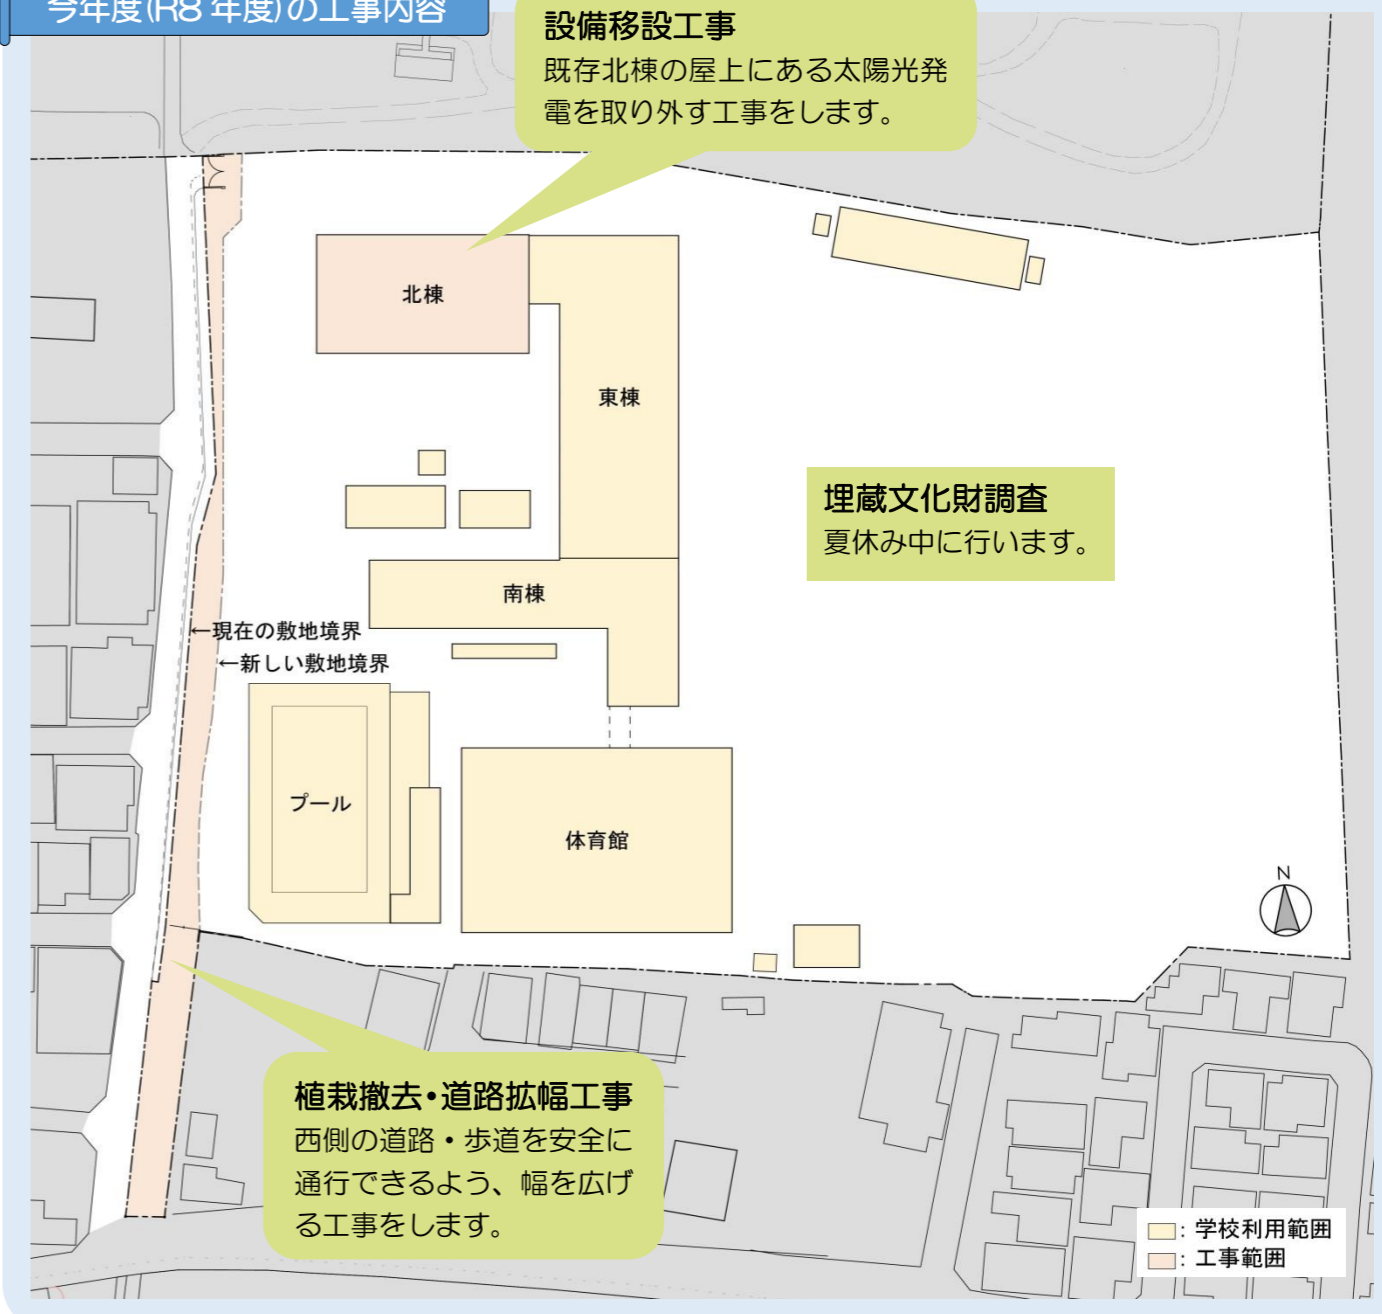 今年度(R8 年度)の工事内容
設備移設工事
既存北棟の屋上にある太陽光発
電を取り外す工事をします。
北棟
東棟
埋蔵文化財調査
夏休み中に行います。
南棟
←現在の敷地境界
←新しい敷地境界
プール
体育館
N
植栽撤去・道路拡幅工事
西側の道路・歩道を安全に
通行できるよう、幅を広げ
る工事をします。
：学校利用範囲
：工事範囲